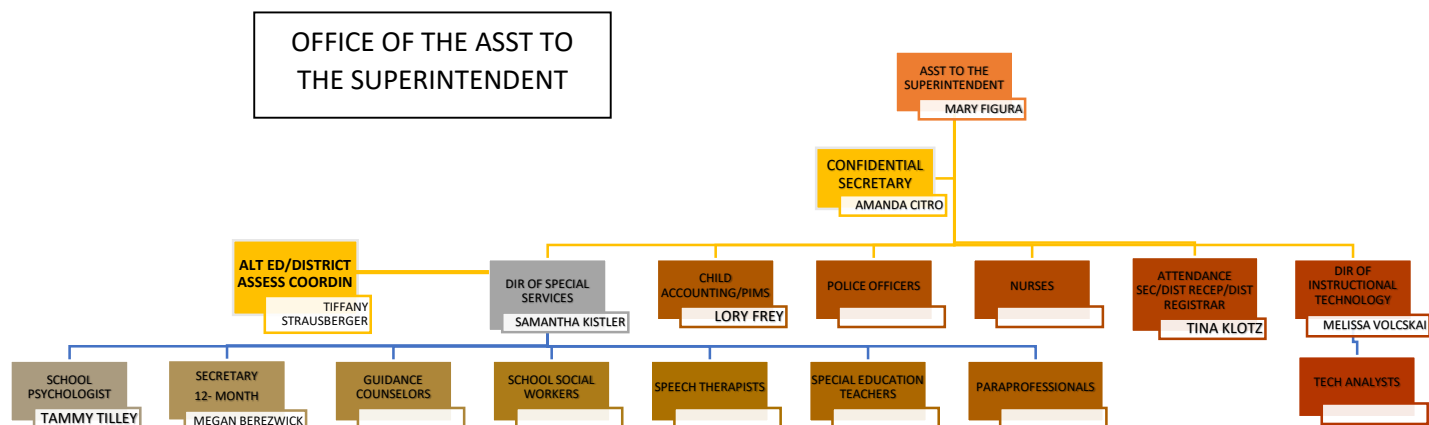 OFFICE OF THE ASST TO
THE SUPERINTENDENT
ASST TO THE
SUPERINTENDENT
MARY FIGURA
CONFIDENTIAL
SECRETARY
AMANDA CITRO
ALT ED/DISTRICT
ASSESS COORDIN
TIFFANY
STRAUSBERGER
DIR OF SPECIAL
SERVICES
SAMANTHA KISTLER
CHILD
ACCOUNTING/PIMS
LORY FREY
POLICE OFFICERS
NURSES
ATTENDANCE
SEC/DIST RECEP/DIST
REGISTRAR
TINA KLOTZ
DIR OF
INSTRUCTIONAL
TECHNOLOGY
MELISSA VOLCSKAI
SCHOOL
PSYCHOLOGIST
TAMMY TILLEY
SECRETARY
12- MONTH
MEGAN BEREZWICK
GUIDANCE
COUNSELORS
SCHOOL SOCIAL
WORKERS
SPEECH THERAPISTS
SPECIAL EDUCATION
TEACHERS
PARAPROFESSIONALS
TECH ANALYSTS